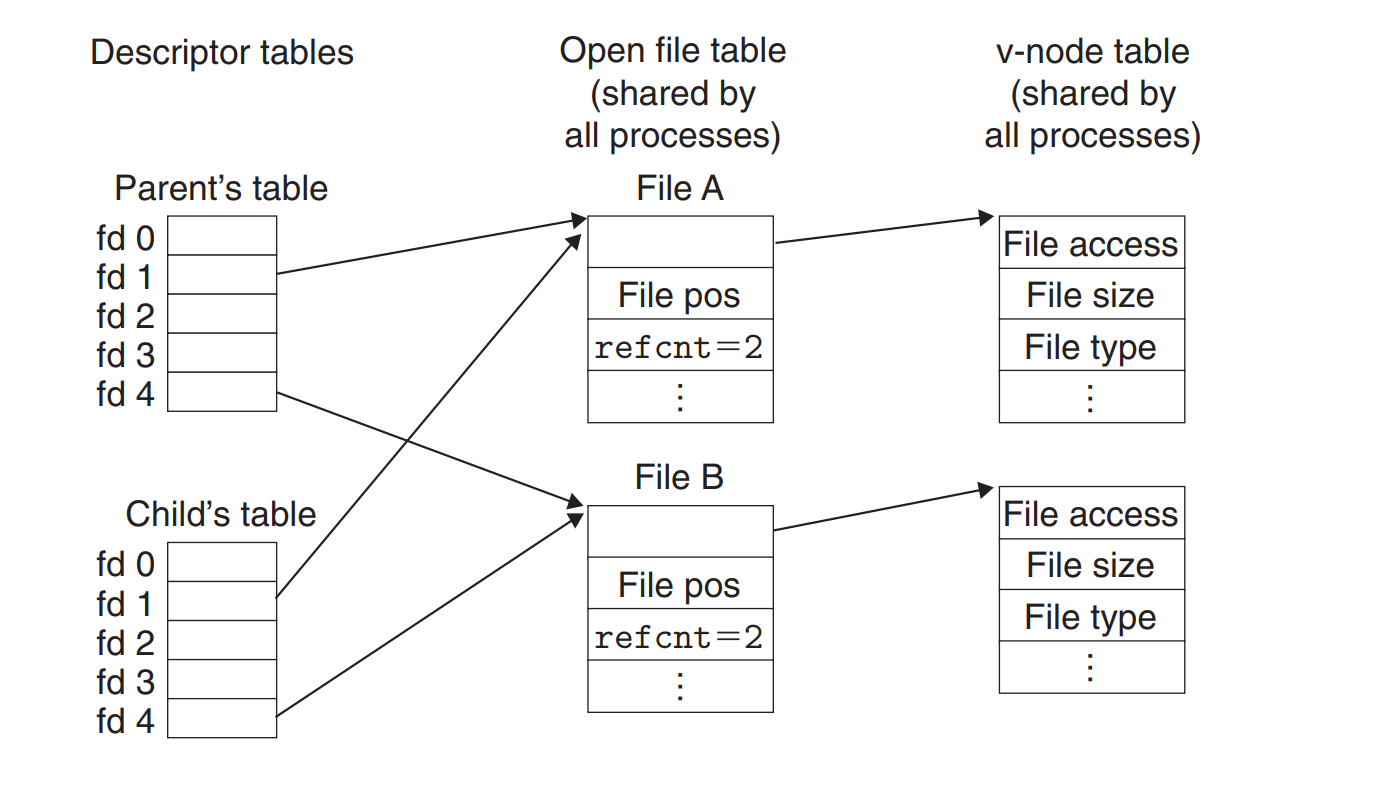 Descriptor tables
Open file table
(shared by
all processes)
v-node table
(shared by
all processes)
Parent’s table
fd 0
fd 1
fd 2
fd 3
fd 4
Child’s table
fd 0
fd 1
fd 2
fd 3
fd 4
File A
File pos
refcnt=2
⋮
File B
File pos
refcnt=2
⋮
File access
File size
File type
⋮
File access
File size
File type
⋮